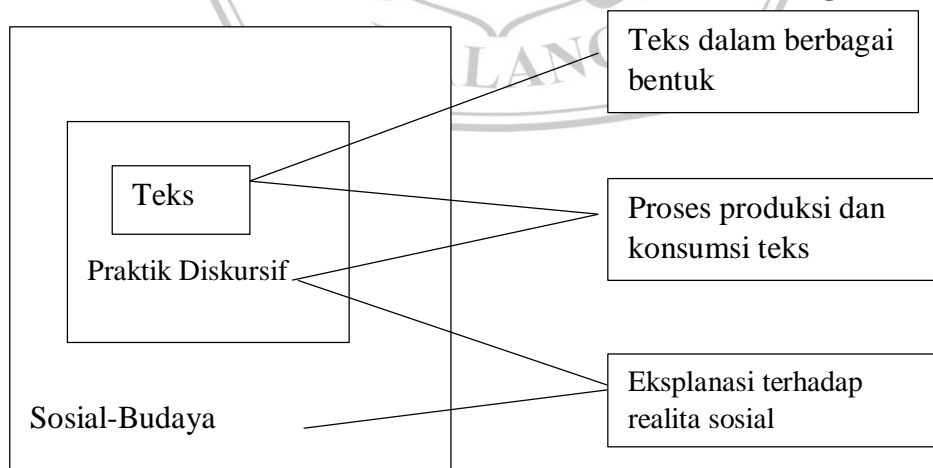 Teks dalam berbagai
bentuk
Teks
Proses produksi dan
konsumsi teks
Praktik Diskursif
Eksplanasi terhadap
realita sosial
Sosial-Budaya